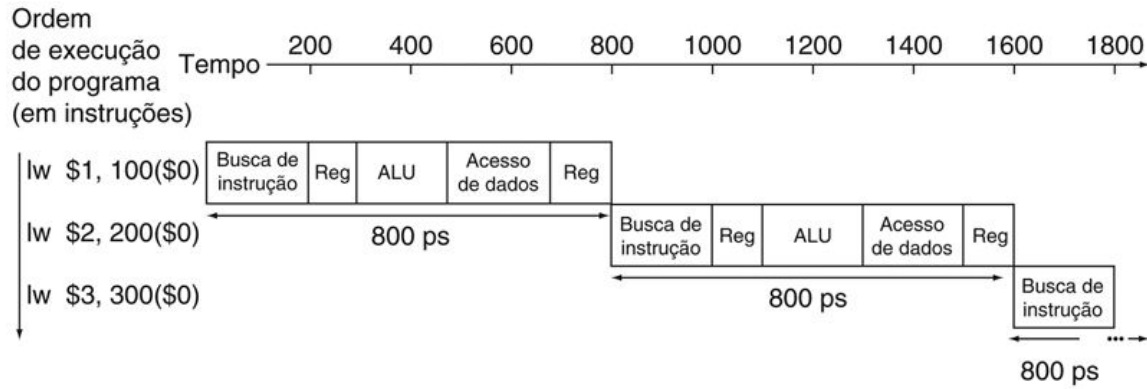 Ordem
de execução
do programa
(em instruções)
Tempo
200 400 600 800 1000 1200 1400 1600 1800
lw $1, 100($0)
Busca de
instrução
Reg
ALU
Acesso
de dados
Reg
800 ps
lw $2, 200($0)
Busca de
instrução
Reg
ALU
Acesso
de dados
Reg
800 ps
lw $3, 300($0)
Busca de
instrução
...
800 ps